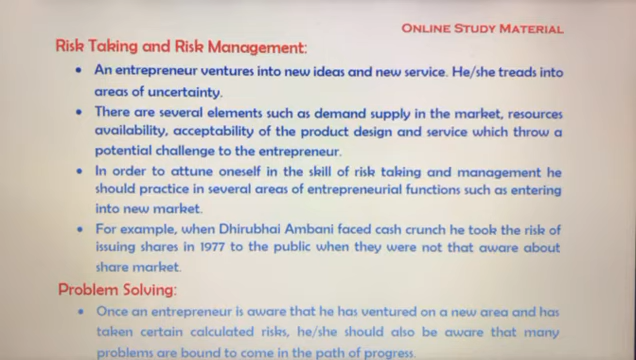 ONLINE STUDY MATERIAL
Risk Taking and Risk Management:
• An entrepreneur ventures into new ideas and new service. He/she treads into
areas of uncertainty.
• There are several elements such as demand supply in the market, resources
availability, acceptability of the product design and service which throw a
potential challenge to the entrepreneur.
• In order to attune oneself in the skill of risk taking and management he
should practice in several areas of entrepreneurial functions such as entering
into new market.
• For example, when Dhirubhai Ambani faced cash crunch he took the risk of
issuing shares in 1977 to the public when they were not that aware about
share market.
Problem Solving:
• Once an entrepreneur is aware that he has ventured on a new area and has
taken certain calculated risks, he/she should also be aware that many
problems are bound to come in the path of progress.